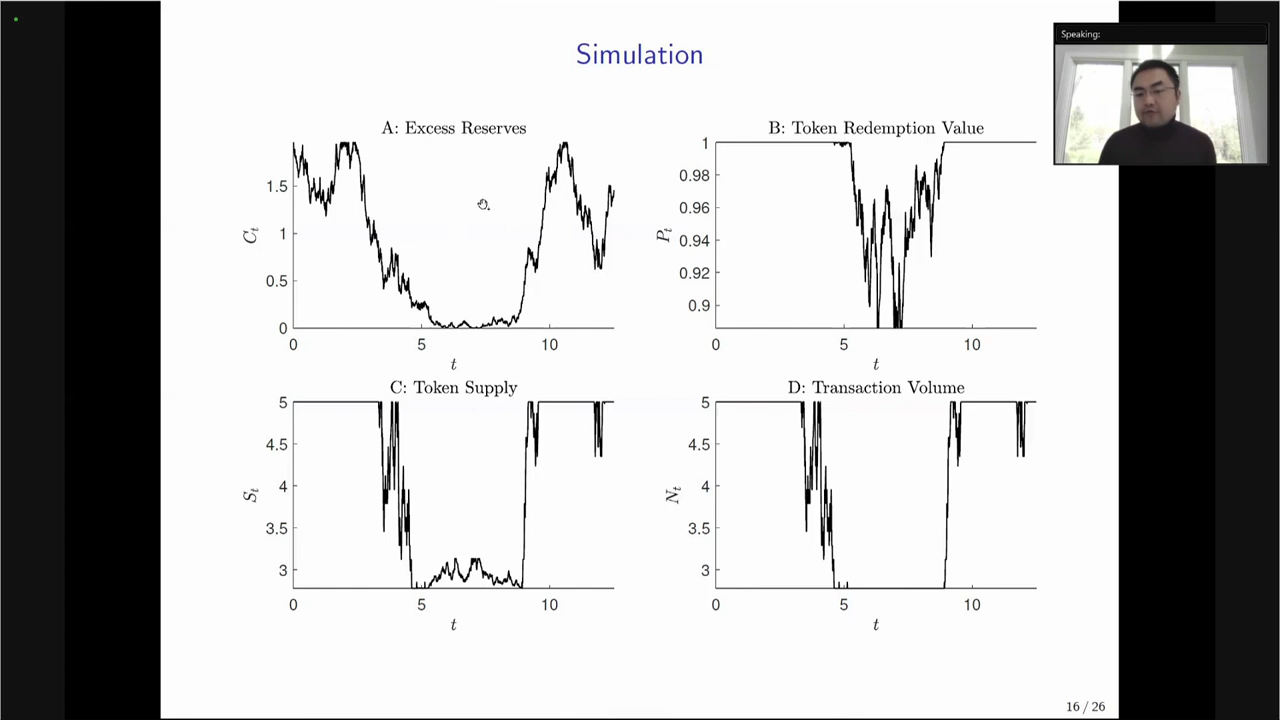 Simulation
Speaking:
A: Excess Reserves
1.5
1
0.5
0
C_t
0 5 10
t
B: Token Redemption Value
1
0.98
0.96
0.94
0.92
0.9
P_t
0 5 10
t
C: Token Supply
5
4.5
4
3.5
3
S_t
0 5 10
t
D: Transaction Volume
5
4.5
4
3.5
3
N_t
0 5 10
t
16 / 26